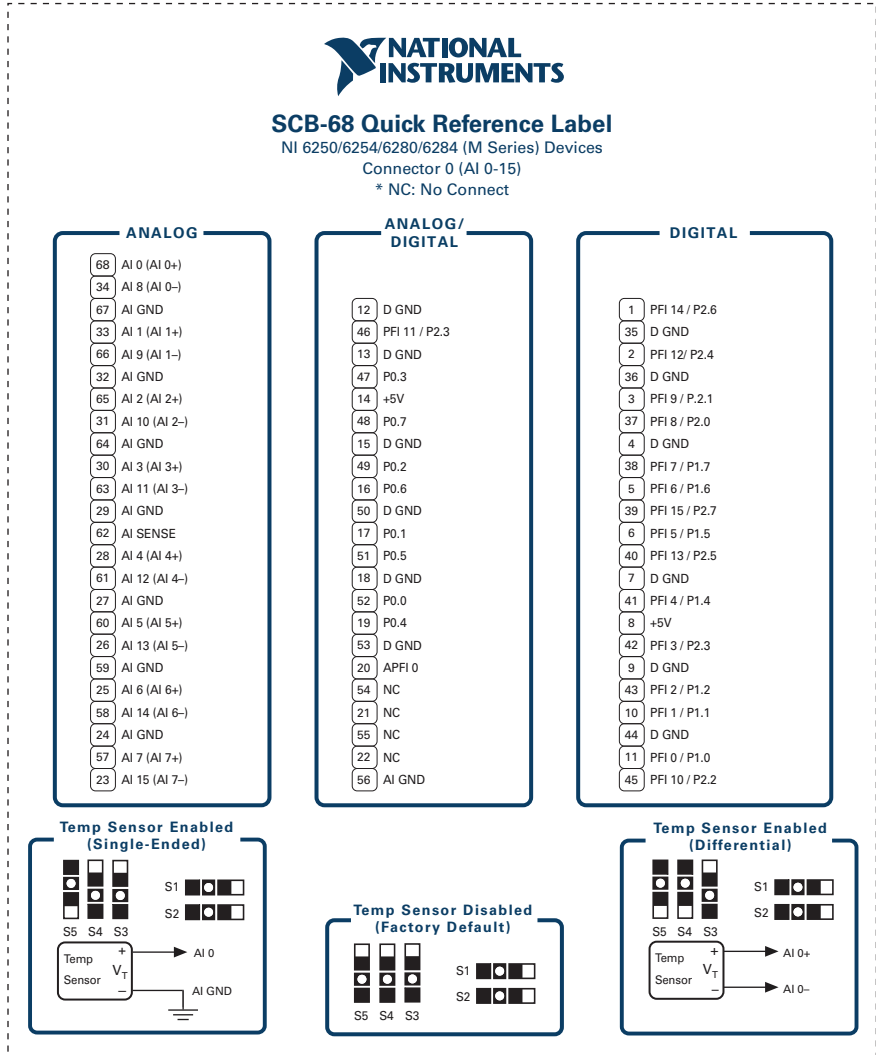 NATIONAL
INSTRUMENTS
SCB-68 Quick Reference Label
NI 6250/6254/6280/6284 (M Series) Devices
Connector 0 (AI 0-15)
* NC: No Connect
ANALOG
68 AI 0 (AI 0+)
34 AI 8 (AI 0–)
67 AI GND
33 AI 1 (AI 1+)
66 AI 9 (AI 1–)
32 AI GND
65 AI 2 (AI 2+)
31 AI 10 (AI 2–)
64 AI GND
30 AI 3 (AI 3+)
63 AI 11 (AI 3–)
29 AI GND
62 AI SENSE
28 AI 4 (AI 4+)
61 AI 12 (AI 4–)
27 AI GND
60 AI 5 (AI 5+)
26 AI 13 (AI 5–)
59 AI GND
25 AI 6 (AI 6+)
58 AI 14 (AI 6–)
24 AI GND
57 AI 7 (AI 7+)
23 AI 15 (AI 7–)
ANALOG/
DIGITAL
12 D GND
46 PFI 11 / P2.3
13 D GND
47 P0.3
14 +5V
48 P0.7
15 D GND
49 P0.2
16 P0.6
50 D GND
17 P0.1
51 P0.5
18 D GND
52 P0.0
19 P0.4
53 D GND
20 APFI 0
54 NC
21 NC
55 NC
22 NC
56 AI GND
DIGITAL
1 PFI 14 / P2.6
35 D GND
2 PFI 12/ P2.4
36 D GND
3 PFI 9 / P.2.1
37 PFI 8 / P2.0
4 D GND
38 PFI 7 / P1.7
5 PFI 6 / P1.6
39 PFI 15 / P2.7
6 PFI 5 / P1.5
40 PFI 13 / P2.5
7 D GND
41 PFI 4 / P1.4
8 +5V
42 PFI 3 / P2.3
9 D GND
43 PFI 2 / P1.2
10 PFI 1 / P1.1
44 D GND
11 PFI 0 / P1.0
45 PFI 10 / P2.2
Temp Sensor Enabled
(Single-Ended)
S1
S2
S5 S4 S3
Temp
Sensor
+
VT
–
AI 0
AI GND
Temp Sensor Disabled
(Factory Default)
S1
S2
S5 S4 S3
Temp Sensor Enabled
(Differential)
S1
S2
S5 S4 S3
Temp
Sensor
+
VT
–
AI 0+
AI 0–